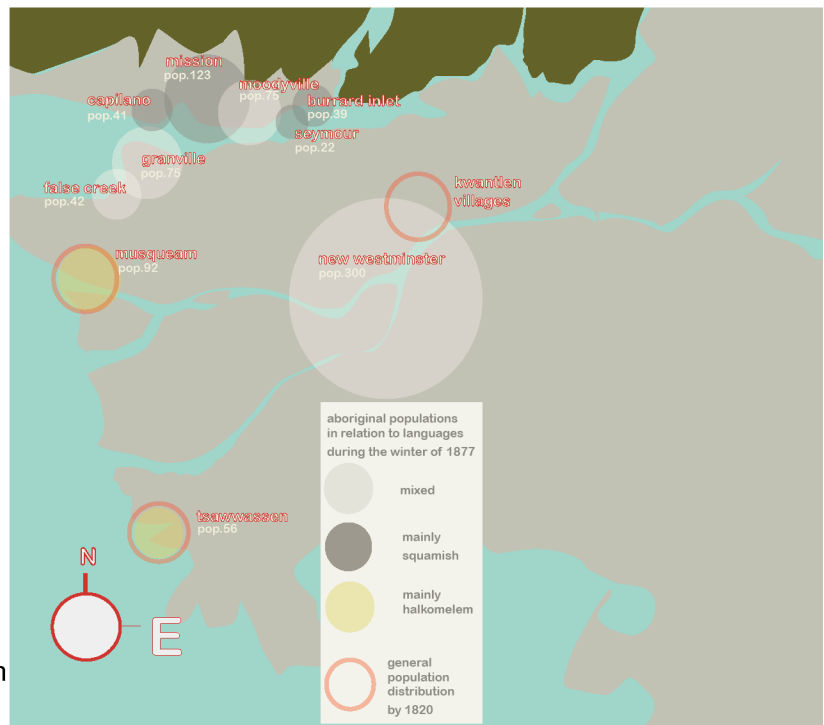 mission
pop.123
moodyville
pop.75
capilano
pop.41
burrard inlet
pop.39
seymour
pop.22
granville
pop.75
false creek
pop.42
kwantlen
villages
musqueam
pop.92
new westminster
pop.300
tsawwassen
pop.56
N
E
n
aboriginal populations
in relation to languages
during the winter of 1877
mixed
mainly
squamish
mainly
halkomelem
general
population
distribution
by 1820